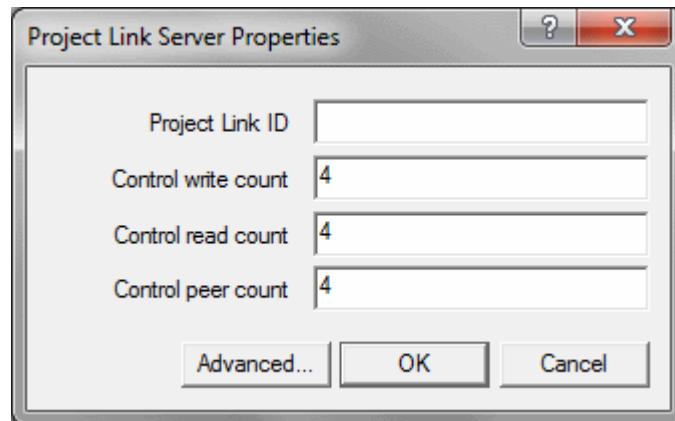 Project Link Server Properties
?
X
Project Link ID
Control write count 4
Control read count 4
Control peer count 4
Advanced... OK Cancel